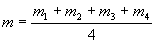 m = (m₁ + m₂ + m₃ + m₄) / 4